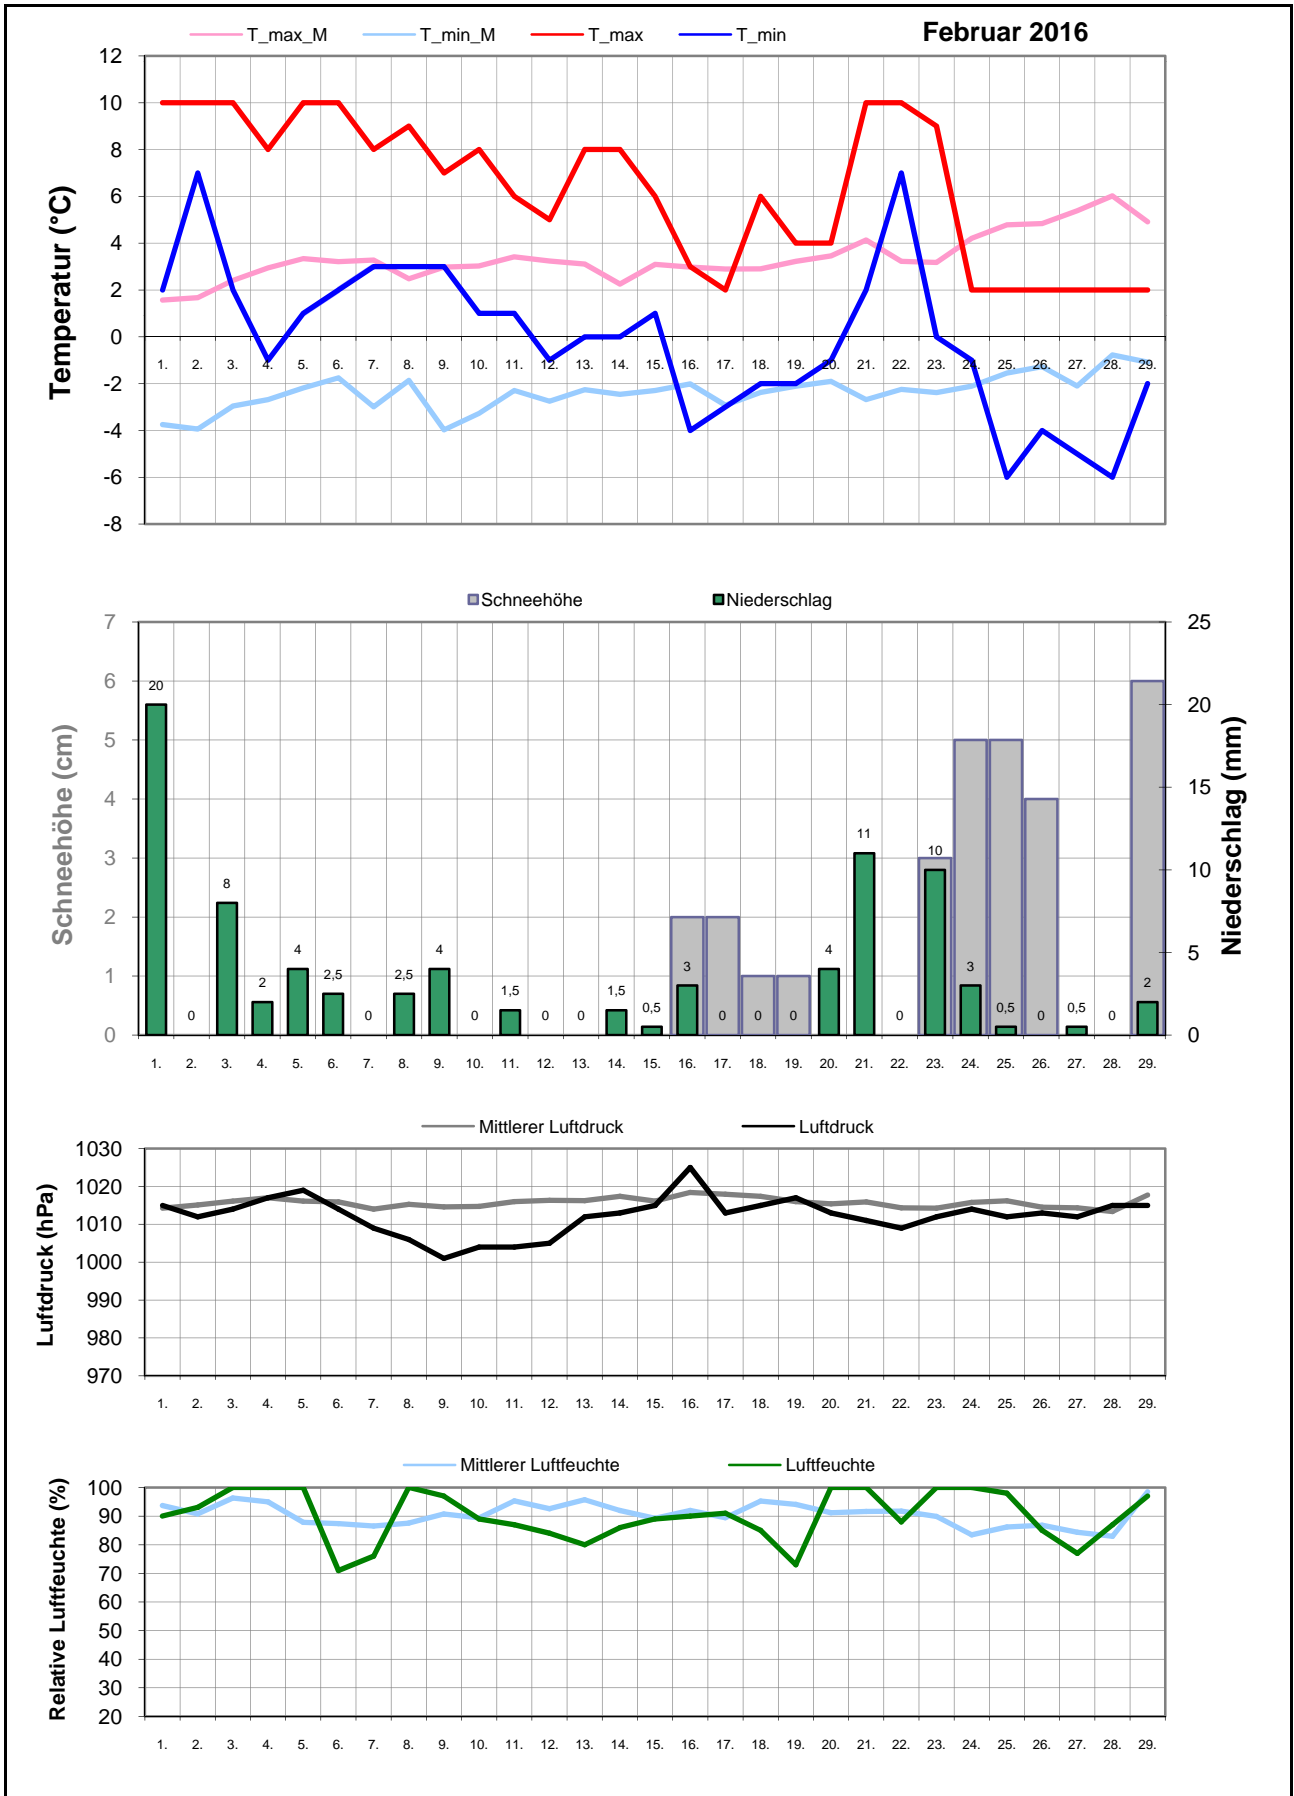 T_max_M T_min_M T_max T_min Februar 2016
12
10
8
6
4
2
0
-2
-4
-6
-8
Temperatur (°C)
1. 2. 3. 4. 5. 6. 7. 8. 9. 10. 11. 12. 13. 14. 15. 16. 17. 18. 19. 20. 21. 22. 23. 24. 25. 26. 27. 28. 29.
Schneehöhe Niederschlag
7
6
5
4
3
2
1
0
Schneehöhe (cm)
25
20
15
10
5
0
Niederschlag (mm)
20 0 8 2 4 2,5 0 2,5 4 0 1,5 0 0 1,5 0,5 3 0 0 0 4 11 0 10 3 0,5 0 0,5 0 2
1. 2. 3. 4. 5. 6. 7. 8. 9. 10. 11. 12. 13. 14. 15. 16. 17. 18. 19. 20. 21. 22. 23. 24. 25. 26. 27. 28. 29.
Mittlerer Luftdruck Luftdruck
1030
1020
1010
1000
990
980
970
Luftdruck (hPa)
1. 2. 3. 4. 5. 6. 7. 8. 9. 10. 11. 12. 13. 14. 15. 16. 17. 18. 19. 20. 21. 22. 23. 24. 25. 26. 27. 28. 29.
Mittlerer Luftfeuchte Luftfeuchte
100
90
80
70
60
50
40
30
20
Relative Luftfeuchte (%)
1. 2. 3. 4. 5. 6. 7. 8. 9. 10. 11. 12. 13. 14. 15. 16. 17. 18. 19. 20. 21. 22. 23. 24. 25. 26. 27. 28. 29.